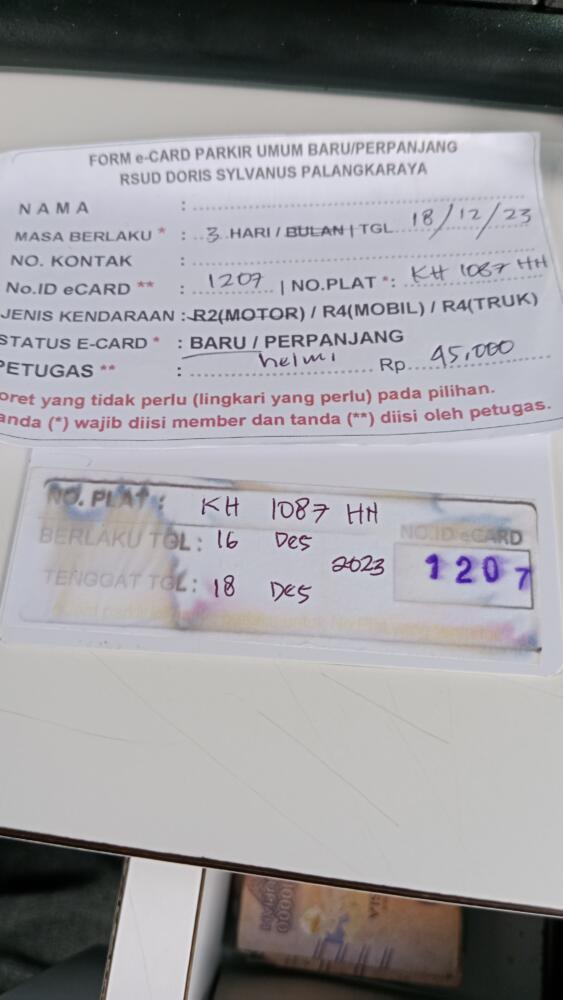 FORM e-CARD PARKIR UMUM BARU/PERPANJANG
RSUD DORIS SYLVANUS PALANGKARAYA
NAMA :
MASA BERLAKU * : 3 HARI / BULAN | TGL 18/12/23
NO. KONTAK :
No.ID eCARD ** : 1207 | NO.PLAT *: KH 1087 HH
JENIS KENDARAAN : R2(MOTOR) / R4(MOBIL) / R4(TRUK)
STATUS E-CARD * : BARU / PERPANJANG
PETUGAS ** : helmi Rp 45,000
oret yang tidak perlu (lingkari yang perlu) pada pilihan.
anda (*) wajib diisi member dan tanda (**) diisi oleh petugas.
NO. PLAT : KH 1087 HH
BERLAKU TGL : 16 Des 2023
NO.ID eCARD
1207
TENGGAT TGL : 18 Des